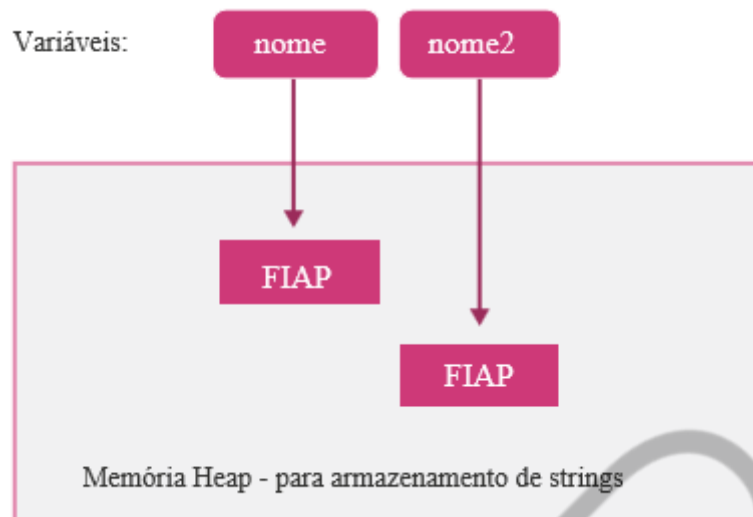 Variáveis:
nome
nome2
FIAP
FIAP
Memória Heap - para armazenamento de strings